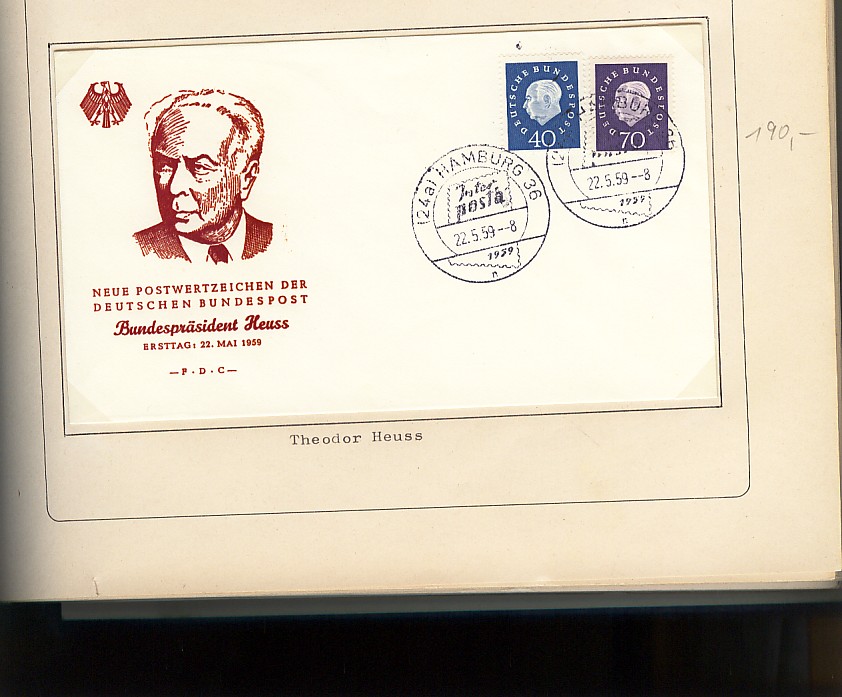 NEUE POSTWERTZEICHEN DER
DEUTSCHEN BUNDESPOST
Bundespräsident Heuss
ERSTTAG: 22. MAI 1959
—F·D·C—
DEUTSCHE BUNDESPOST
40
DEUTSCHE BUNDESPOST
70
(24a) HAMBURG 36
Inter
posta
22.5.59--8
1959
n
22.5.59--8
1959
n
190,-
Theodor Heuss